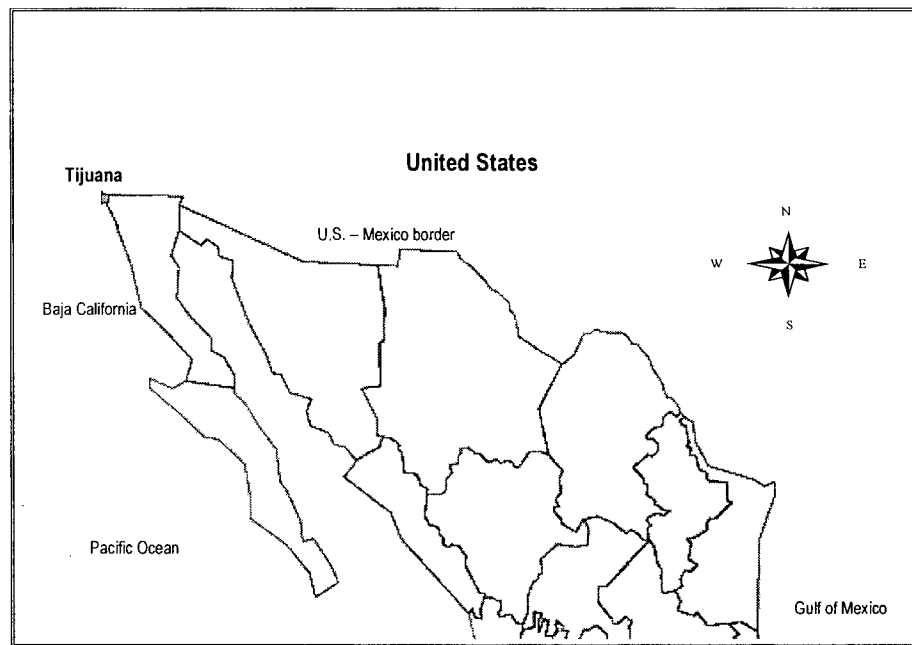 United States
Tijuana
N
U.S. – Mexico border
W
E
Baja California
S
Pacific Ocean
Gulf of Mexico